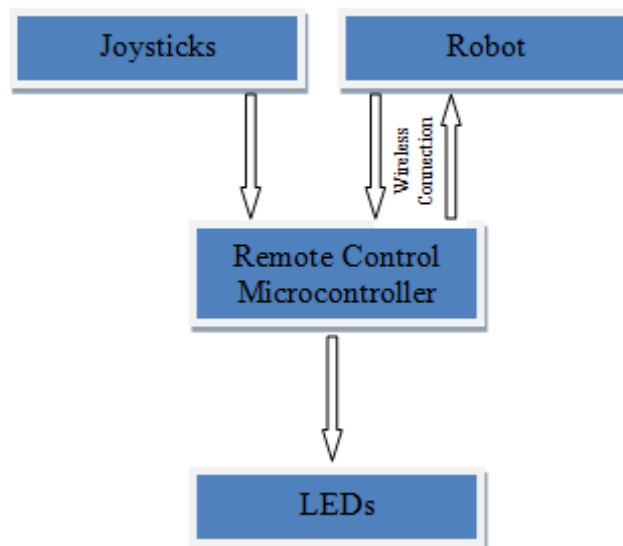 Joysticks
Robot
Wireless
Connection
Remote Control
Microcontroller
LEDs